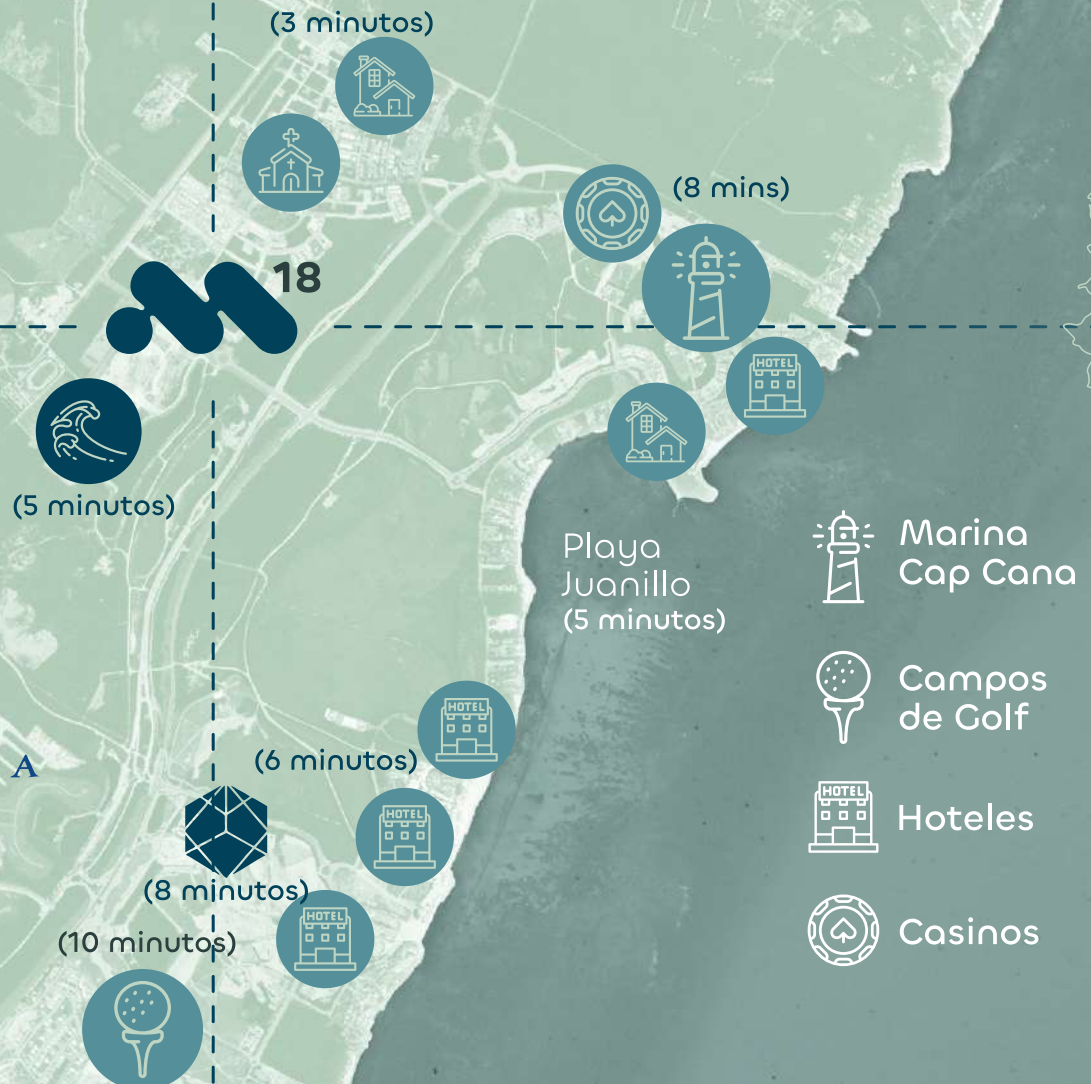 (3 minutos)
(8 mins)
18
HOTEL
(5 minutos)
Playa
Juanillo
(5 minutos)
Marina
Cap Cana
Campos
de Golf
HOTEL
(6 minutos)
A
HOTEL
HOTEL
Hoteles
(8 minutos)
HOTEL
(10 minutos)
Casinos